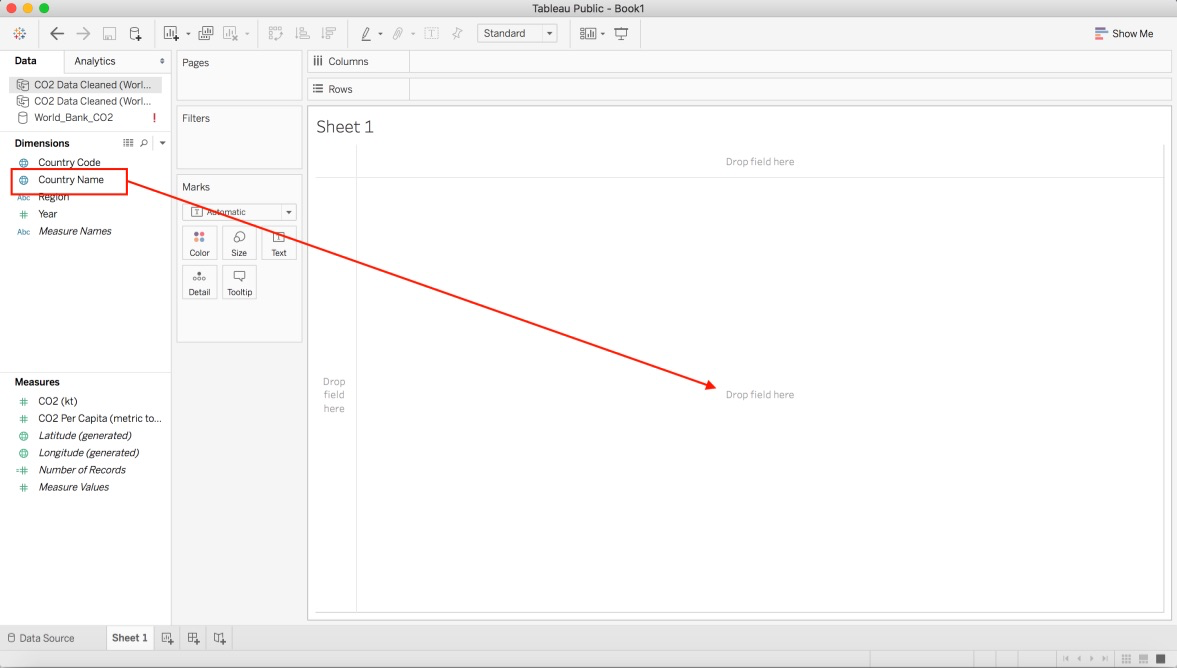 Tableau Public - Book1
Standard
Show Me
Data
Analytics
CO2 Data Cleaned (Worl...
CO2 Data Cleaned (Worl...
World_Bank_CO2 !
Dimensions
Country Code
Country Name
Abc Region
Year
Abc Measure Names
Measures
CO2 (kt)
CO2 Per Capita (metric to...
Latitude (generated)
Longitude (generated)
Number of Records
Measure Values
Pages
Filters
Marks
T Automatic
Color
Size
Text
Detail
Tooltip
Columns
Rows
Sheet 1
Drop field here
Drop
field
here
Drop field here
Data Source
Sheet 1